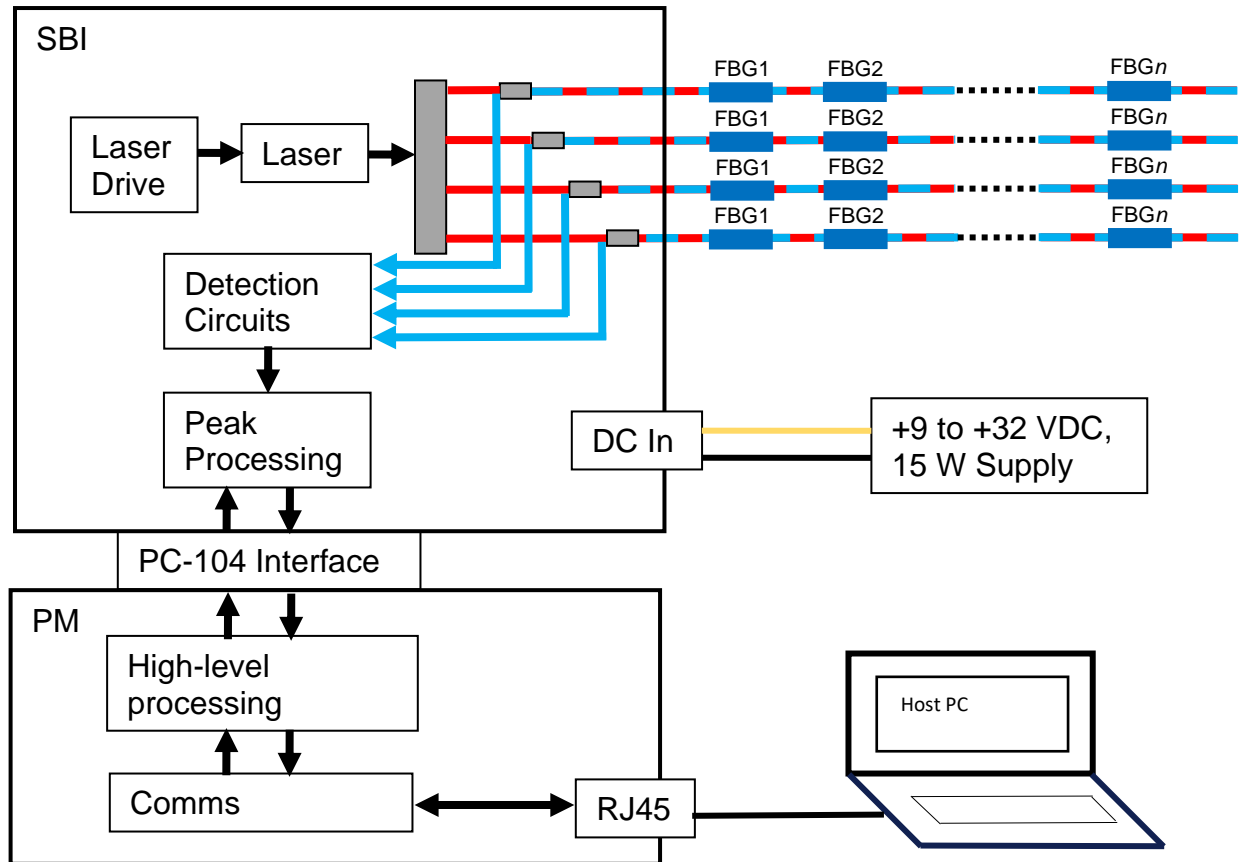 SBI
FBG1 FBG2 FBGn
FBG1 FBG2 FBGn
FBG1 FBG2 FBGn
FBG1 FBG2 FBGn
Laser
Drive
Laser
Detection
Circuits
Peak
Processing
DC In
+9 to +32 VDC,
15 W Supply
PC-104 Interface
PM
High-level
processing
Comms
RJ45
Host PC